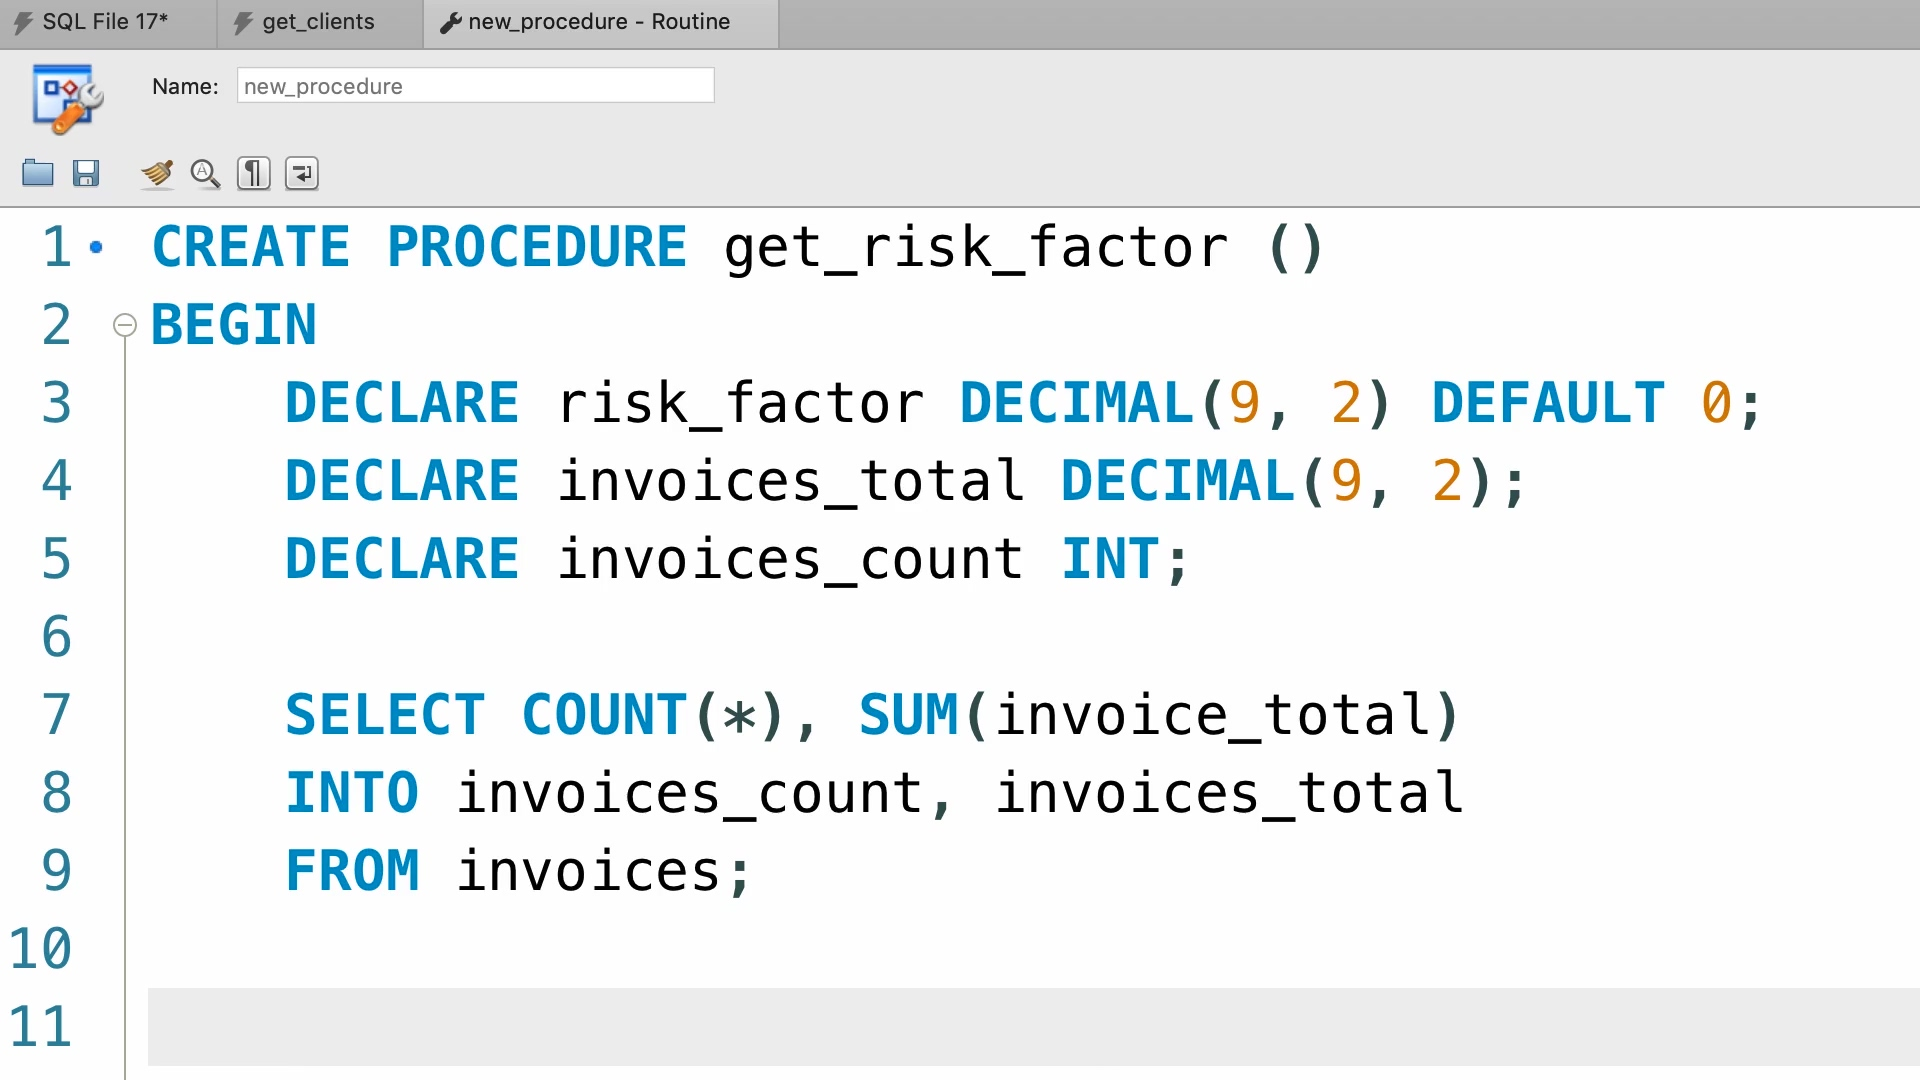 SQL File 17* get_clients new_procedure - Routine
Name: new_procedure
1 CREATE PROCEDURE get_risk_factor ()
2 BEGIN
3 DECLARE risk_factor DECIMAL(9, 2) DEFAULT 0;
4 DECLARE invoices_total DECIMAL(9, 2);
5 DECLARE invoices_count INT;
6
7 SELECT COUNT(*), SUM(invoice_total)
8 INTO invoices_count, invoices_total
9 FROM invoices;
10
11